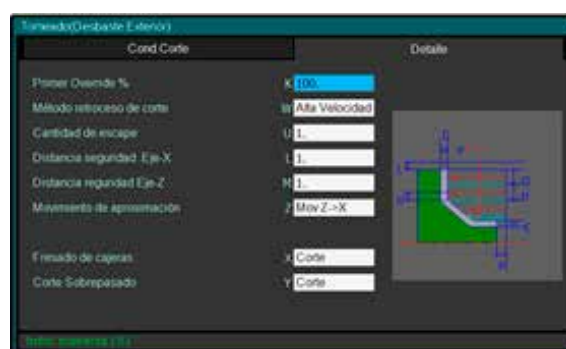 Torneado(Desbaste Exterior)
Cond Corte
Detalle
Primer Override % K 100.
Método retroceso de corte W Alta Velocidad
Cantidad de escape U 1.
Distancia seguridad Eje-X L 1.
Distancia reguridad Eje-Z M 1.
Movimiento de aproximación Z Mov Z->X
Fresado de cajeras X Corte
Corte Sobrepasado Y Corte